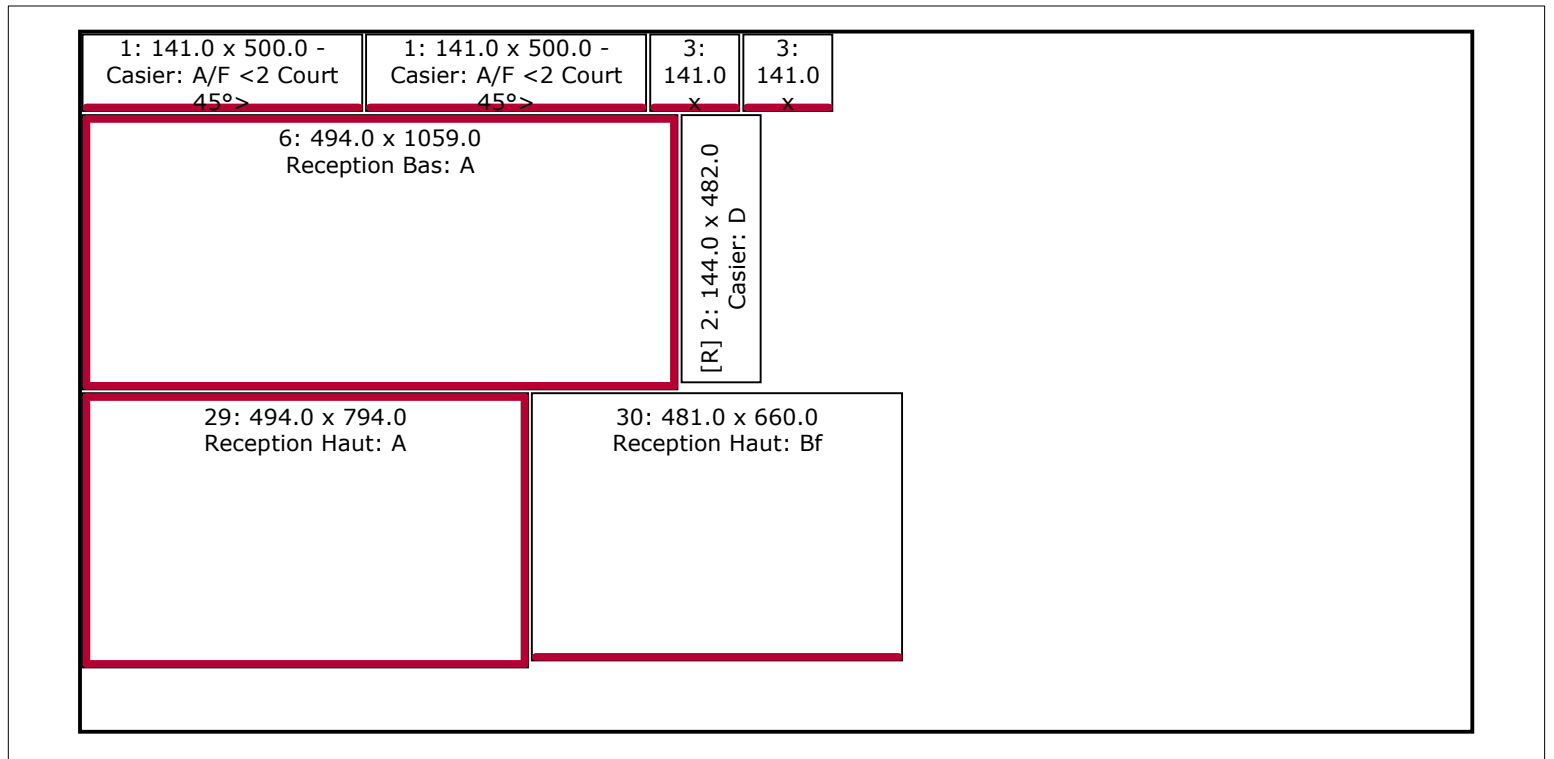 1: 141.0 x 500.0 -
Casier: A/F <2 Court
45°>
1: 141.0 x 500.0 -
Casier: A/F <2 Court
45°>
3:
141.0
x
3:
141.0
x
6: 494.0 x 1059.0
Reception Bas: A
[R] 2: 144.0 x 482.0
Casier: D
29: 494.0 x 794.0
Reception Haut: A
30: 481.0 x 660.0
Reception Haut: Bf